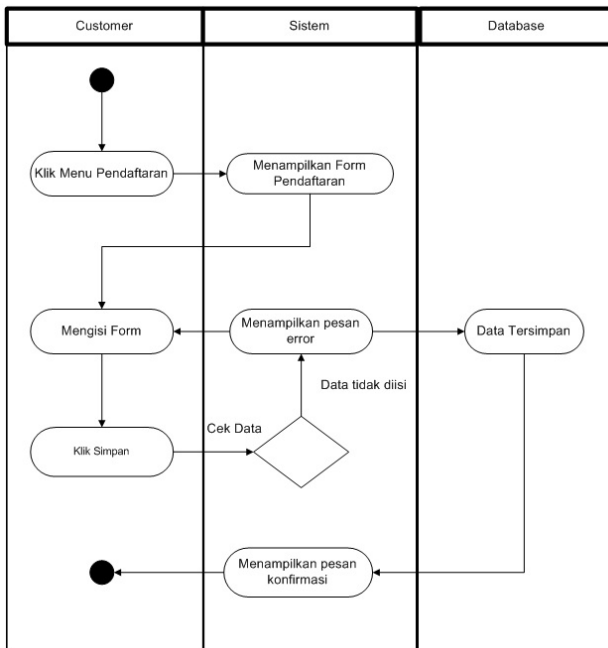 Customer
Sistem
Database
Klik Menu Pendaftaran
Menampilkan Form
Pendaftaran
Mengisi Form
Menampilkan pesan
error
Data Tersimpan
Data tidak diisi
Cek Data
Klik Simpan
Menampilkan pesan
konfirmasi